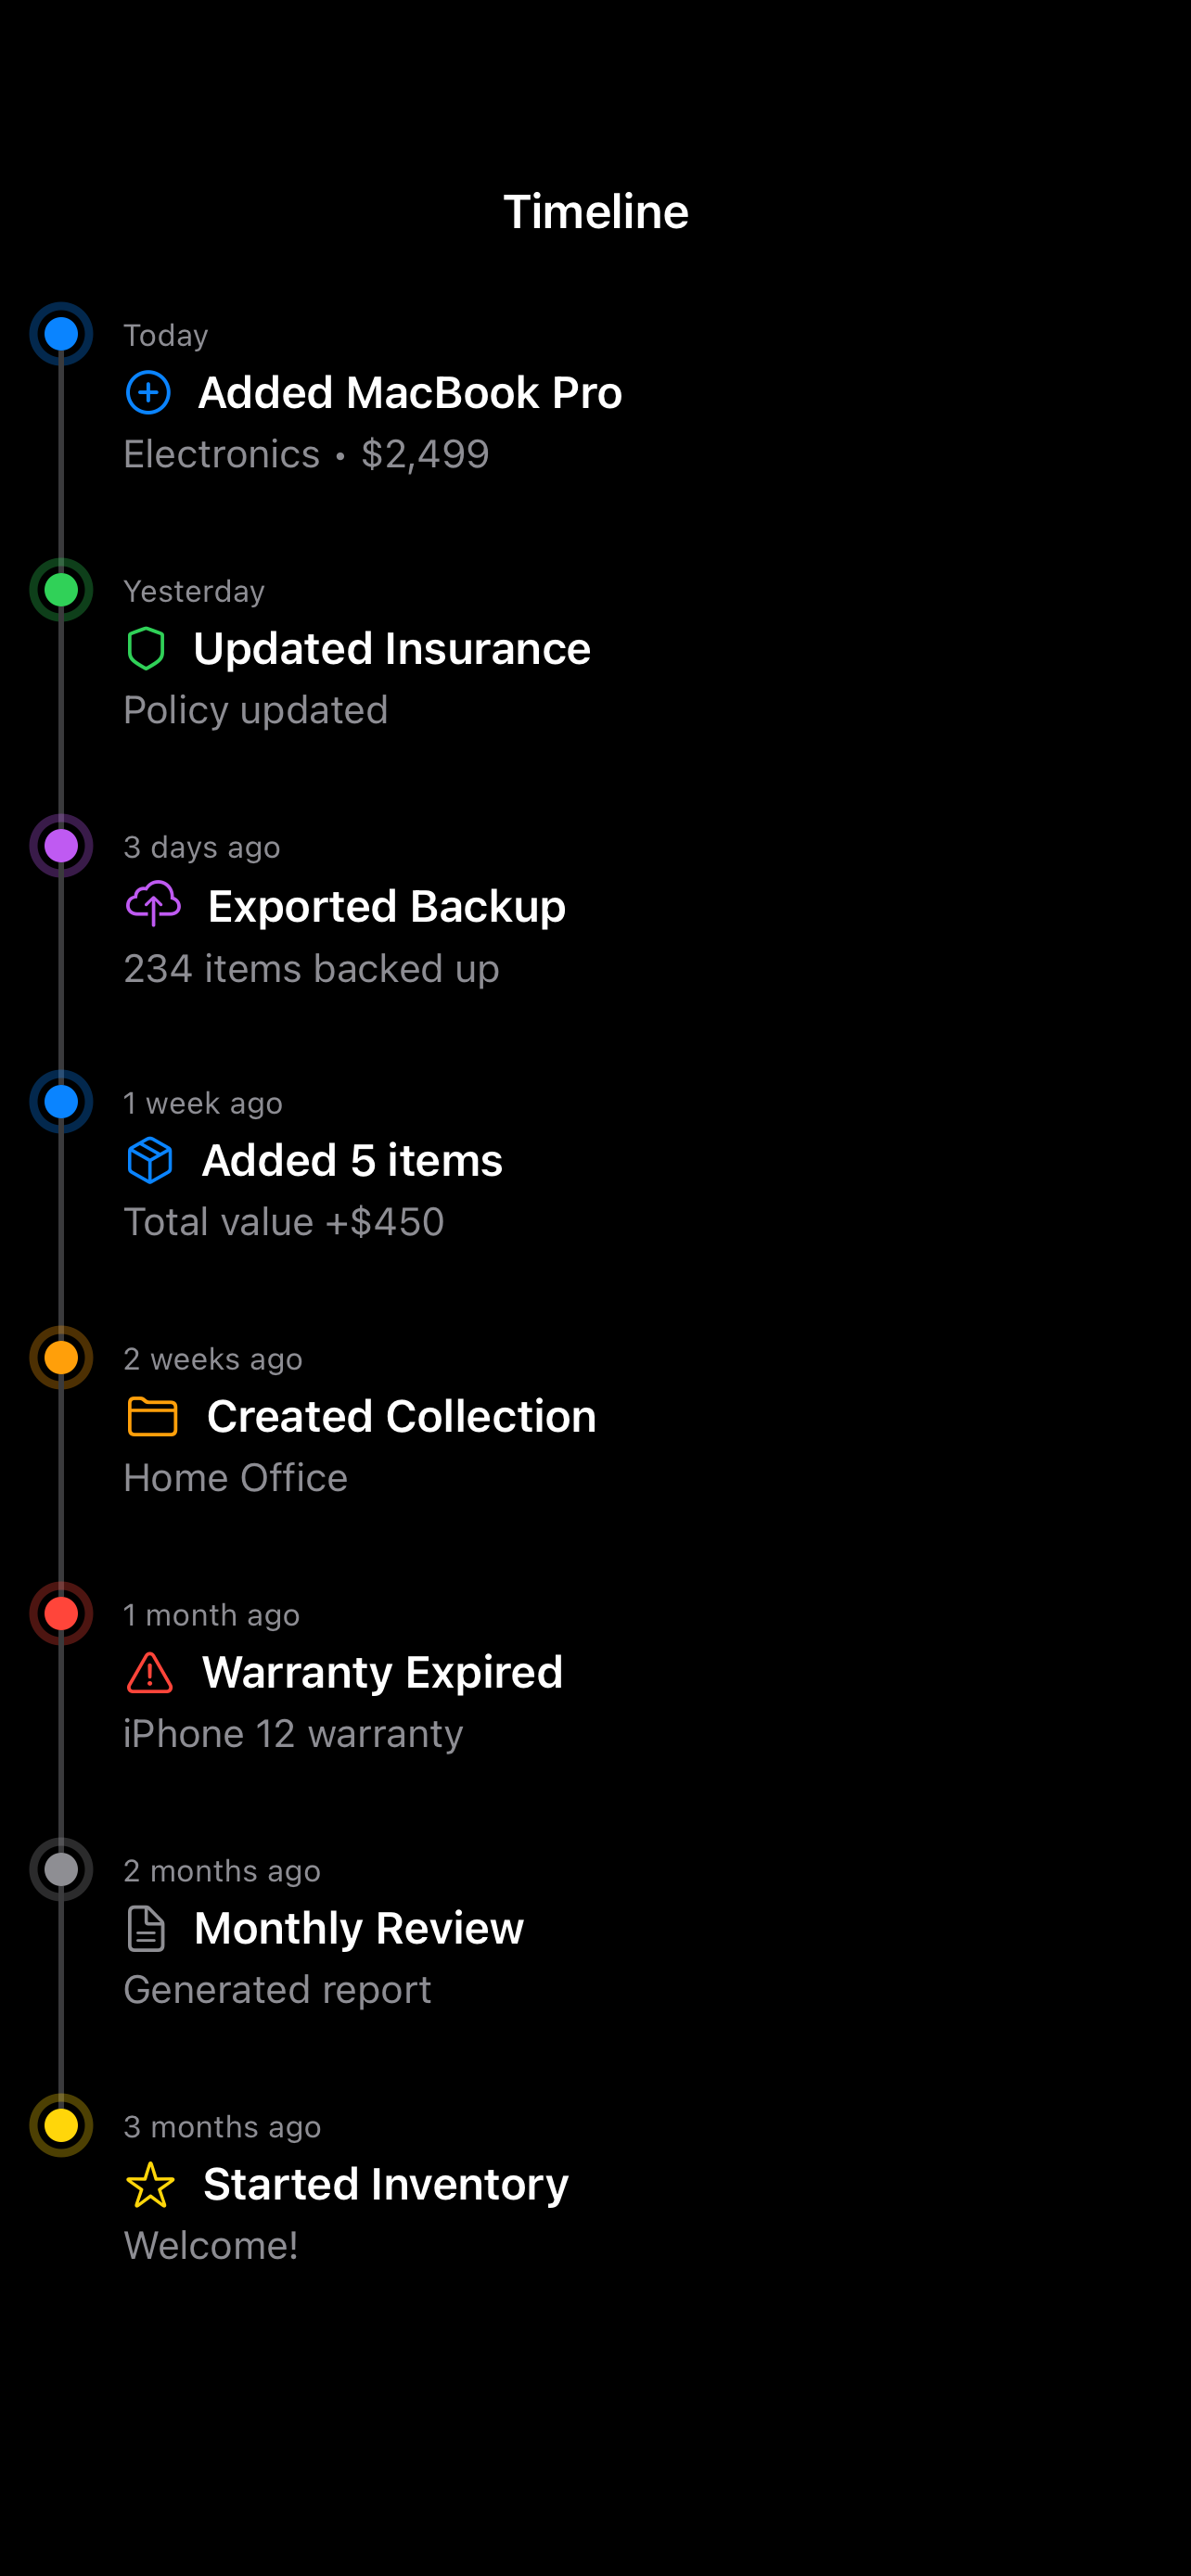 Timeline
Today
Added MacBook Pro
Electronics • $2,499
Yesterday
Updated Insurance
Policy updated
3 days ago
Exported Backup
234 items backed up
1 week ago
Added 5 items
Total value +$450
2 weeks ago
Created Collection
Home Office
1 month ago
Warranty Expired
iPhone 12 warranty
2 months ago
Monthly Review
Generated report
3 months ago
Started Inventory
Welcome!